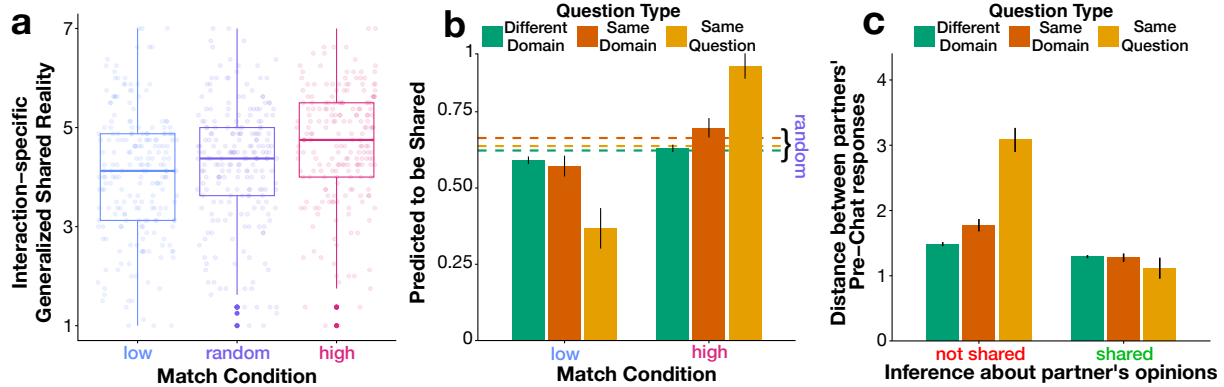 a
Interaction−specific
Generalized Shared Reality
7
5
3
1
low random high
Match Condition
b
Question Type
Different Domain Same Domain Same Question
Predicted to be Shared
1
0.75
0.50
0.25
0
random
low high
Match Condition
c
Question Type
Different Domain Same Domain Same Question
Distance between partners'
Pre-Chat responses
4
3
2
1
0
not shared shared
Inference about partner's opinions